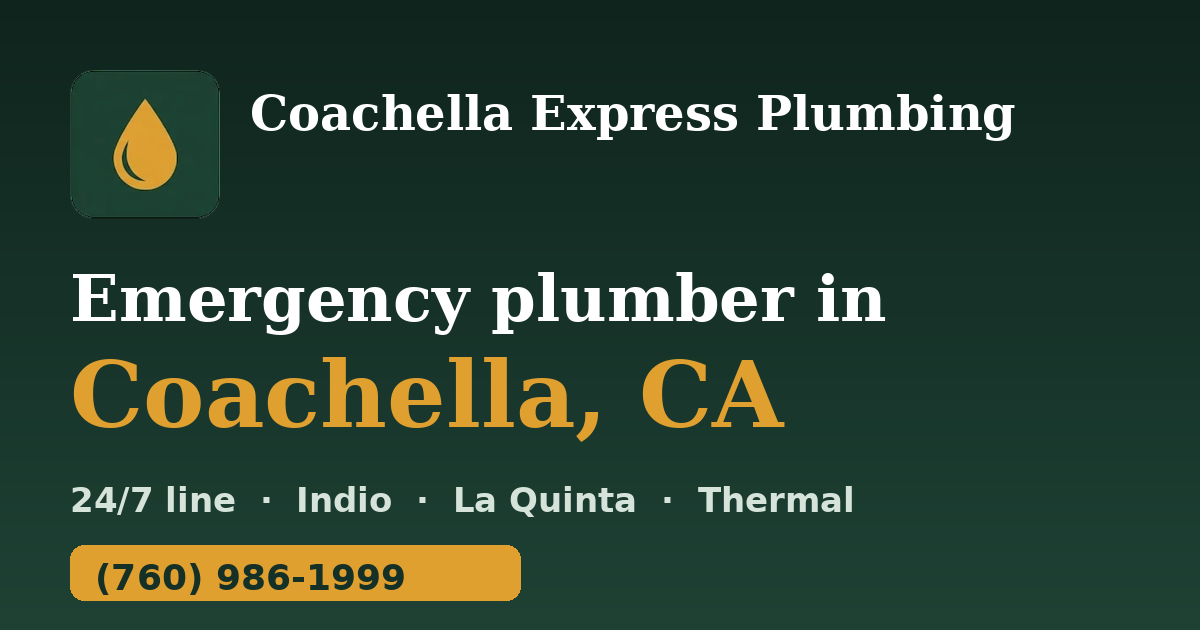 Coachella Express Plumbing
Emergency plumber in
Coachella, CA
24/7 line · Indio · La Quinta · Thermal
(760) 986-1999